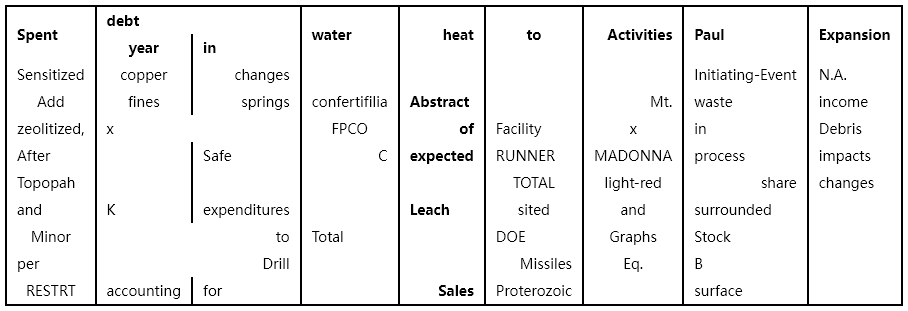 Spent debt water heat to Activities Paul Expansion
year in
Sensitized copper changes Initiating-Event N.A.
Add fines springs confertifilia Abstract Mt. waste income
zeolitized, x FPCO of Facility x in Debris
After Safe C expected RUNNER MADONNA process impacts
Topopah TOTAL light-red share changes
and K expenditures Leach sited and surrounded
Minor to Total DOE Graphs Stock
per Drill Missiles Eq. B
RESTRT accounting for Sales Proterozoic surface